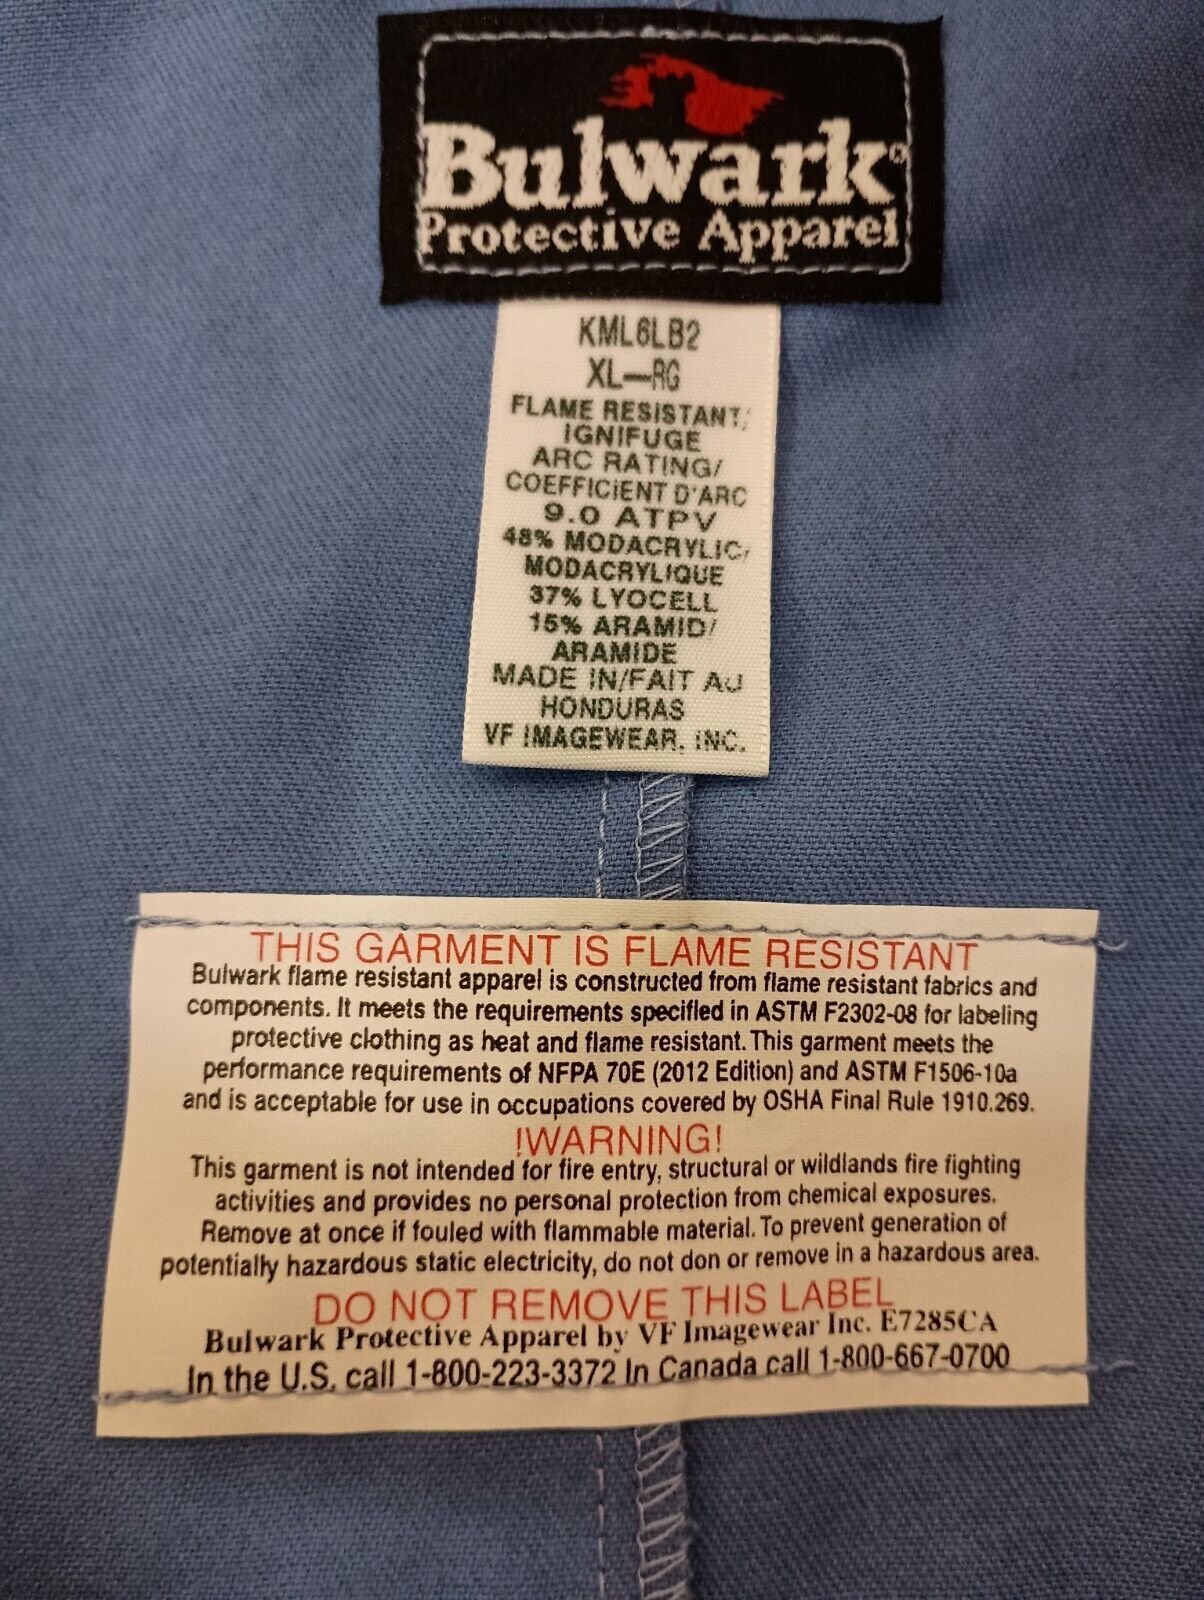 Bulwark®
Protective Apparel
KML6LB2
XL—RG
FLAME RESISTANT/
IGNIFUGE
ARC RATING/
COEFFICIENT D'ARC
9.0 ATPV
48% MODACRYLIC/
MODACRYLIQUE
37% LYOCELL
15% ARAMID/
ARAMIDE
MADE IN/FAIT AU
HONDURAS
VF IMAGEWEAR, INC.
THIS GARMENT IS FLAME RESISTANT
Bulwark flame resistant apparel is constructed from flame resistant fabrics and
components. It meets the requirements specified in ASTM F2302-08 for labeling
protective clothing as heat and flame resistant. This garment meets the
performance requirements of NFPA 70E (2012 Edition) and ASTM F1506-10a
and is acceptable for use in occupations covered by OSHA Final Rule 1910.269.
!WARNING!
This garment is not intended for fire entry, structural or wildlands fire fighting
activities and provides no personal protection from chemical exposures.
Remove at once if fouled with flammable material. To prevent generation of
potentially hazardous static electricity, do not don or remove in a hazardous area.
DO NOT REMOVE THIS LABEL
Bulwark Protective Apparel by VF Imagewear Inc. E7285CA
In the U.S. call 1-800-223-3372 In Canada call 1-800-667-0700